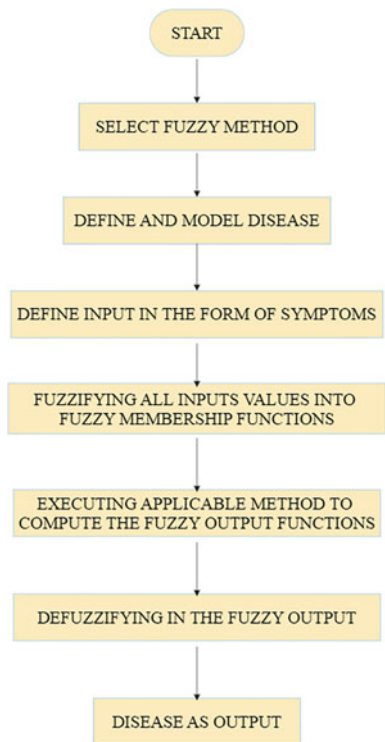 START
SELECT FUZZY METHOD
DEFINE AND MODEL DISEASE
DEFINE INPUT IN THE FORM OF SYMPTOMS
FUZZIFYING ALL INPUTS VALUES INTO
FUZZY MEMBERSHIP FUNCTIONS
EXECUTING APPLICABLE METHOD TO
COMPUTE THE FUZZY OUTPUT FUNCTIONS
DEFUZZIFYING IN THE FUZZY OUTPUT
DISEASE AS OUTPUT